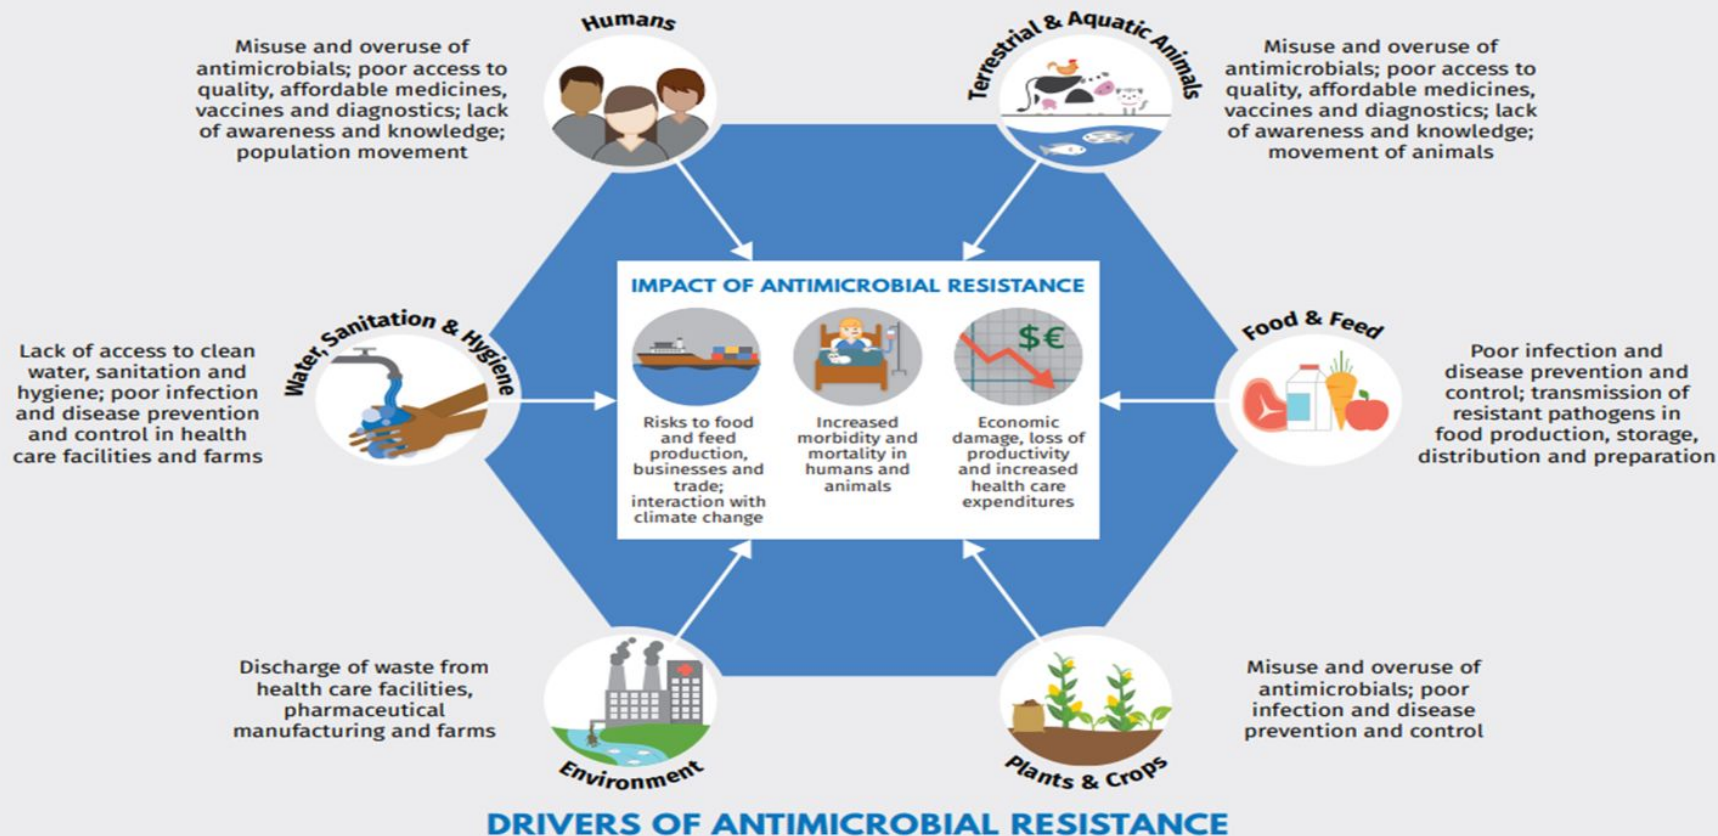 Humans
Misuse and overuse of
antimicrobials; poor access to
quality, affordable medicines,
vaccines and diagnostics; lack
of awareness and knowledge;
population movement
Terrestrial & Aquatic Animals
Misuse and overuse of
antimicrobials; poor access to
quality, affordable medicines,
vaccines and diagnostics; lack
of awareness and knowledge;
movement of animals
Water, Sanitation & Hygiene
Lack of access to clean
water, sanitation and
hygiene; poor infection
and disease prevention
and control in health
care facilities and farms
IMPACT OF ANTIMICROBIAL RESISTANCE
$€
Risks to food
and feed
production,
businesses and
trade;
interaction with
climate change
Increased
morbidity and
mortality in
humans and
animals
Economic
damage, loss of
productivity
and increased
health care
expenditures
Food & Feed
Poor infection and
disease prevention and
control; transmission of
resistant pathogens in
food production, storage,
distribution and preparation
Discharge of waste from
health care facilities,
pharmaceutical
manufacturing and farms
Environment
Plants & Crops
Misuse and overuse of
antimicrobials; poor
infection and disease
prevention and control
DRIVERS OF ANTIMICROBIAL RESISTANCE